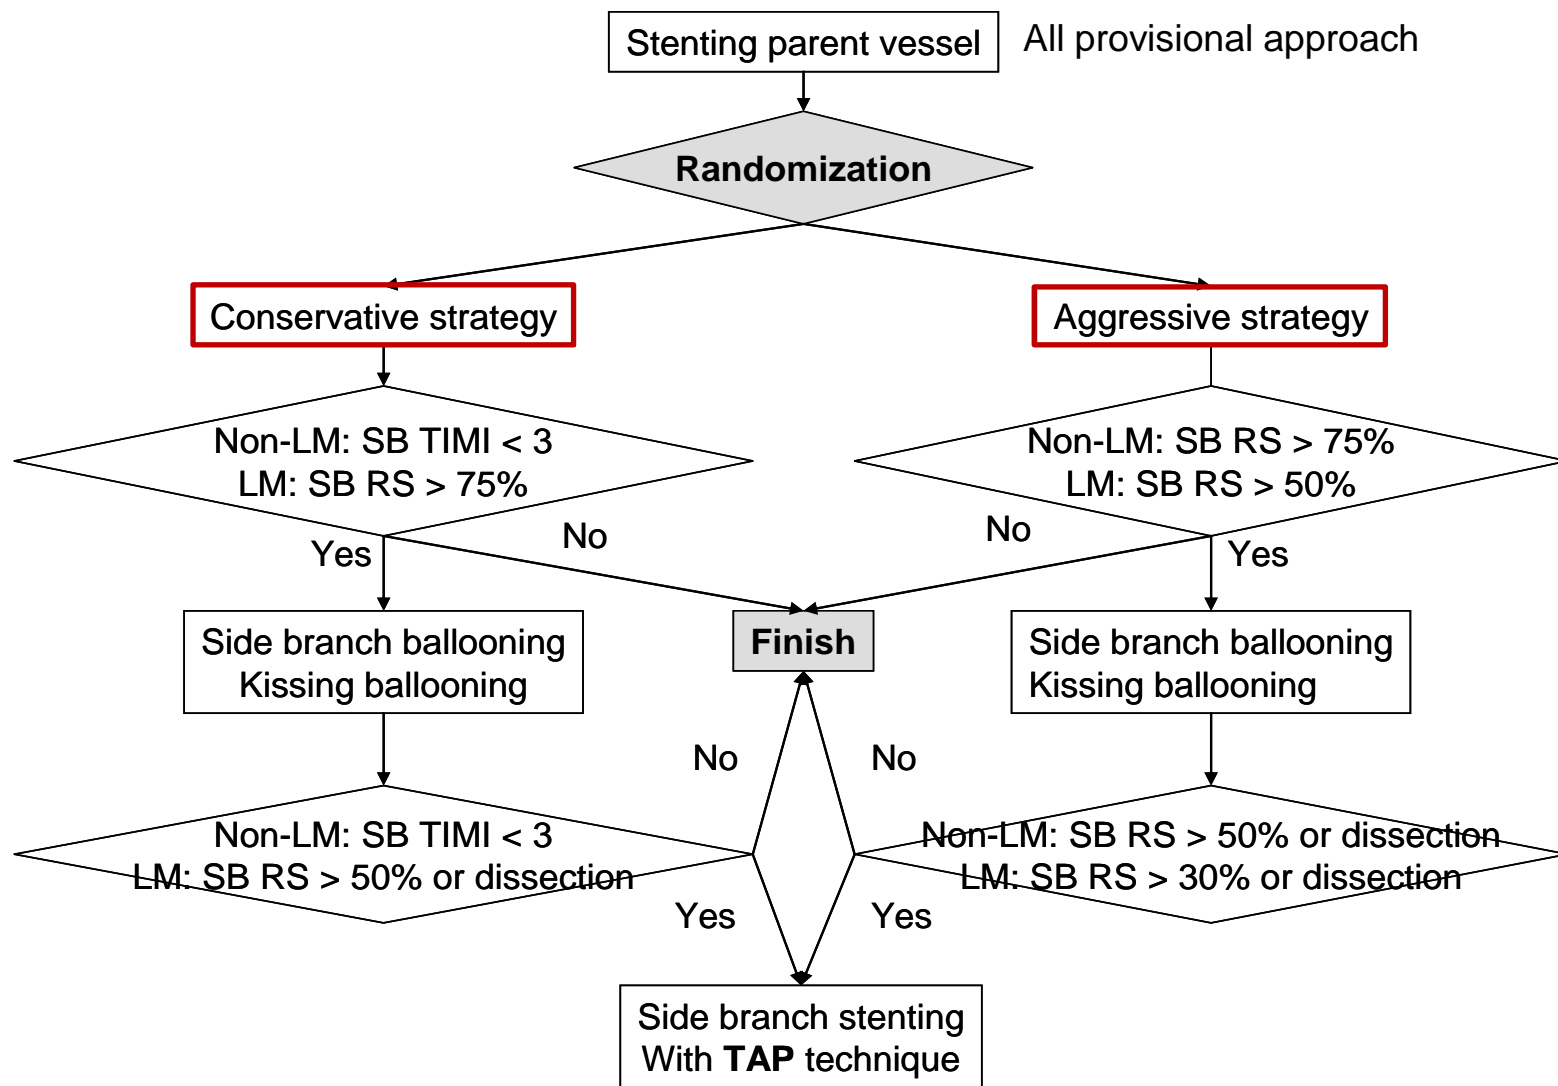 Stenting parent vessel
All provisional approach
Randomization
Conservative strategy
Aggressive strategy
Non-LM: SB TIMI < 3
LM: SB RS > 75%
Non-LM: SB RS > 75%
LM: SB RS > 50%
Yes
No
No
Yes
Side branch ballooning
Kissing ballooning
Finish
Side branch ballooning
Kissing ballooning
No
No
Non-LM: SB TIMI < 3
LM: SB RS > 50% or dissection
Non-LM: SB RS > 50% or dissection
LM: SB RS > 30% or dissection
Yes
Yes
Side branch stenting
With TAP technique